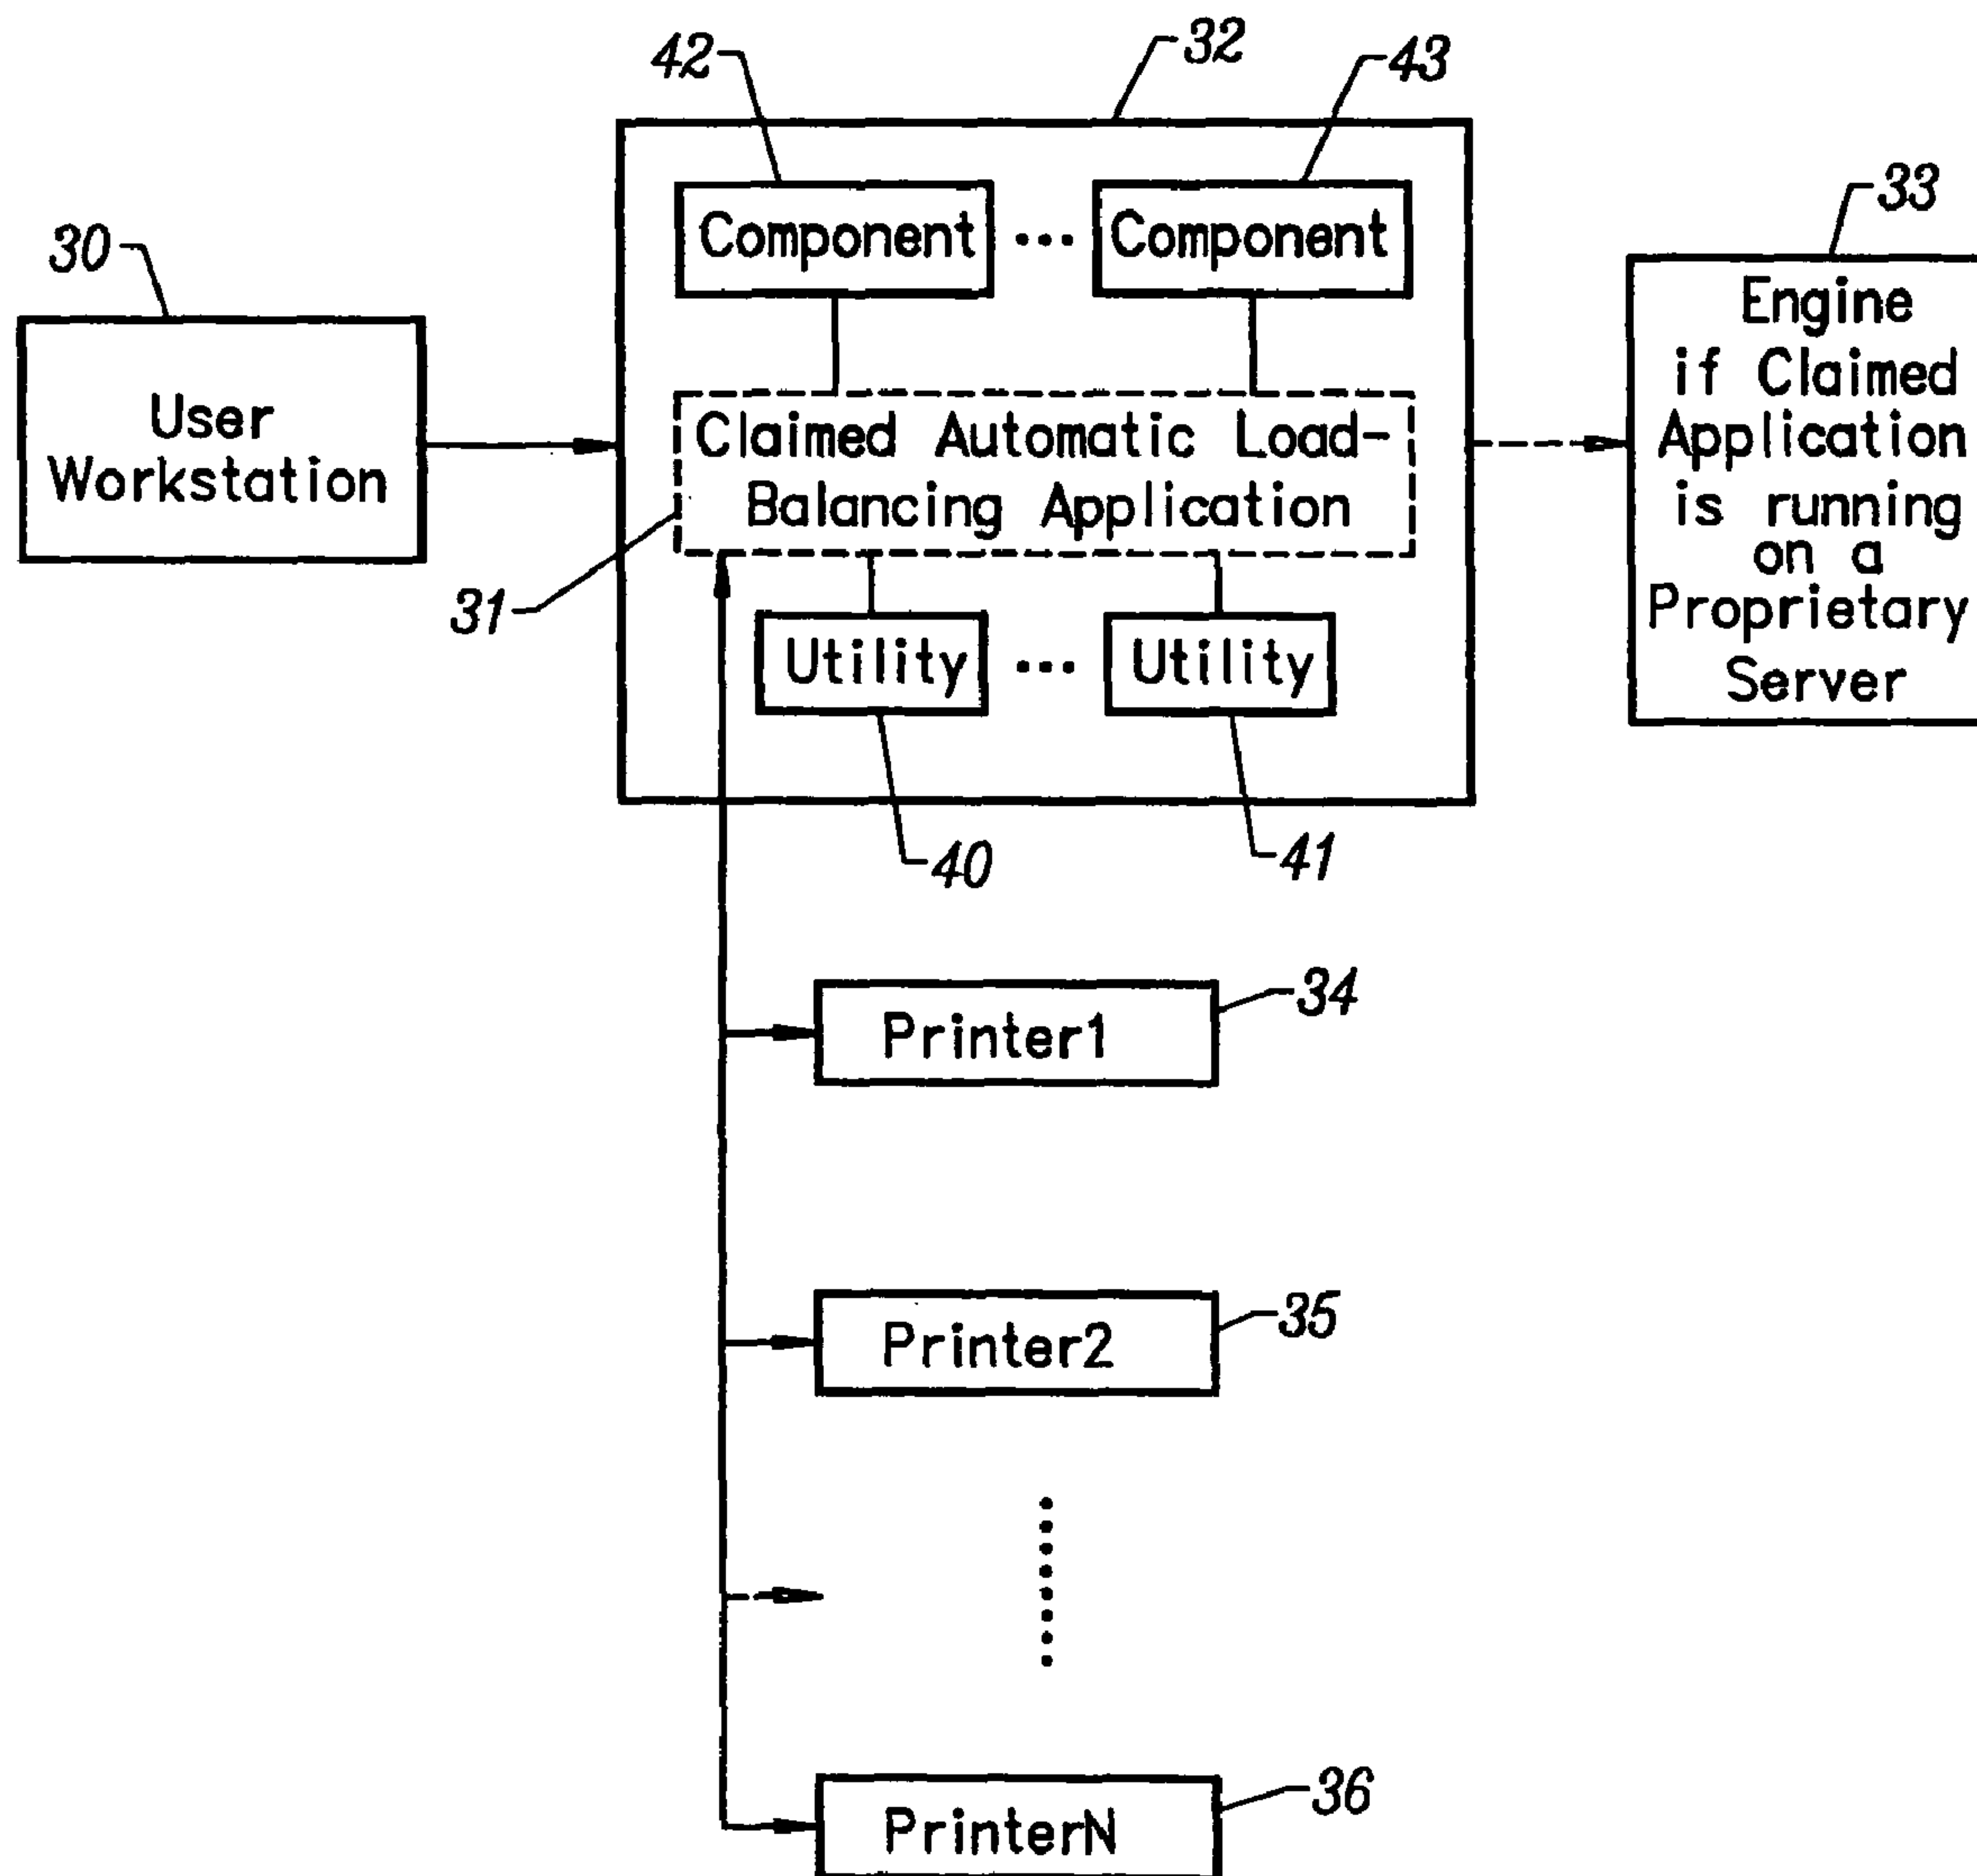 42
32
43
33
30
Component ... Component
User
Workstation
Claimed Automatic Load-
Balancing Application
Engine
if Claimed
Application
is running
on a
Proprietary
Server
31
Utility ... Utility
40
41
Printer1
34
Printer2
35
PrinterN
36